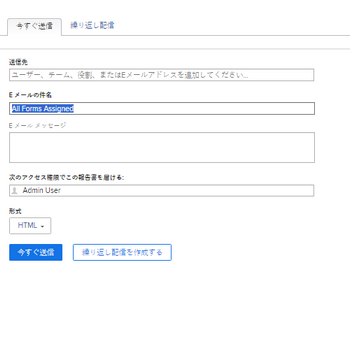 今すぐ送信 繰り返し配信
送信先
ユーザー、チーム、役割、またはEメールアドレスを追加してください...
E メールの件名
All Forms Assigned
E メール メッセージ
次のアクセス権限でこの報告書を届ける:
Admin User
形式
HTML
今すぐ送信 繰り返し配信を作成する